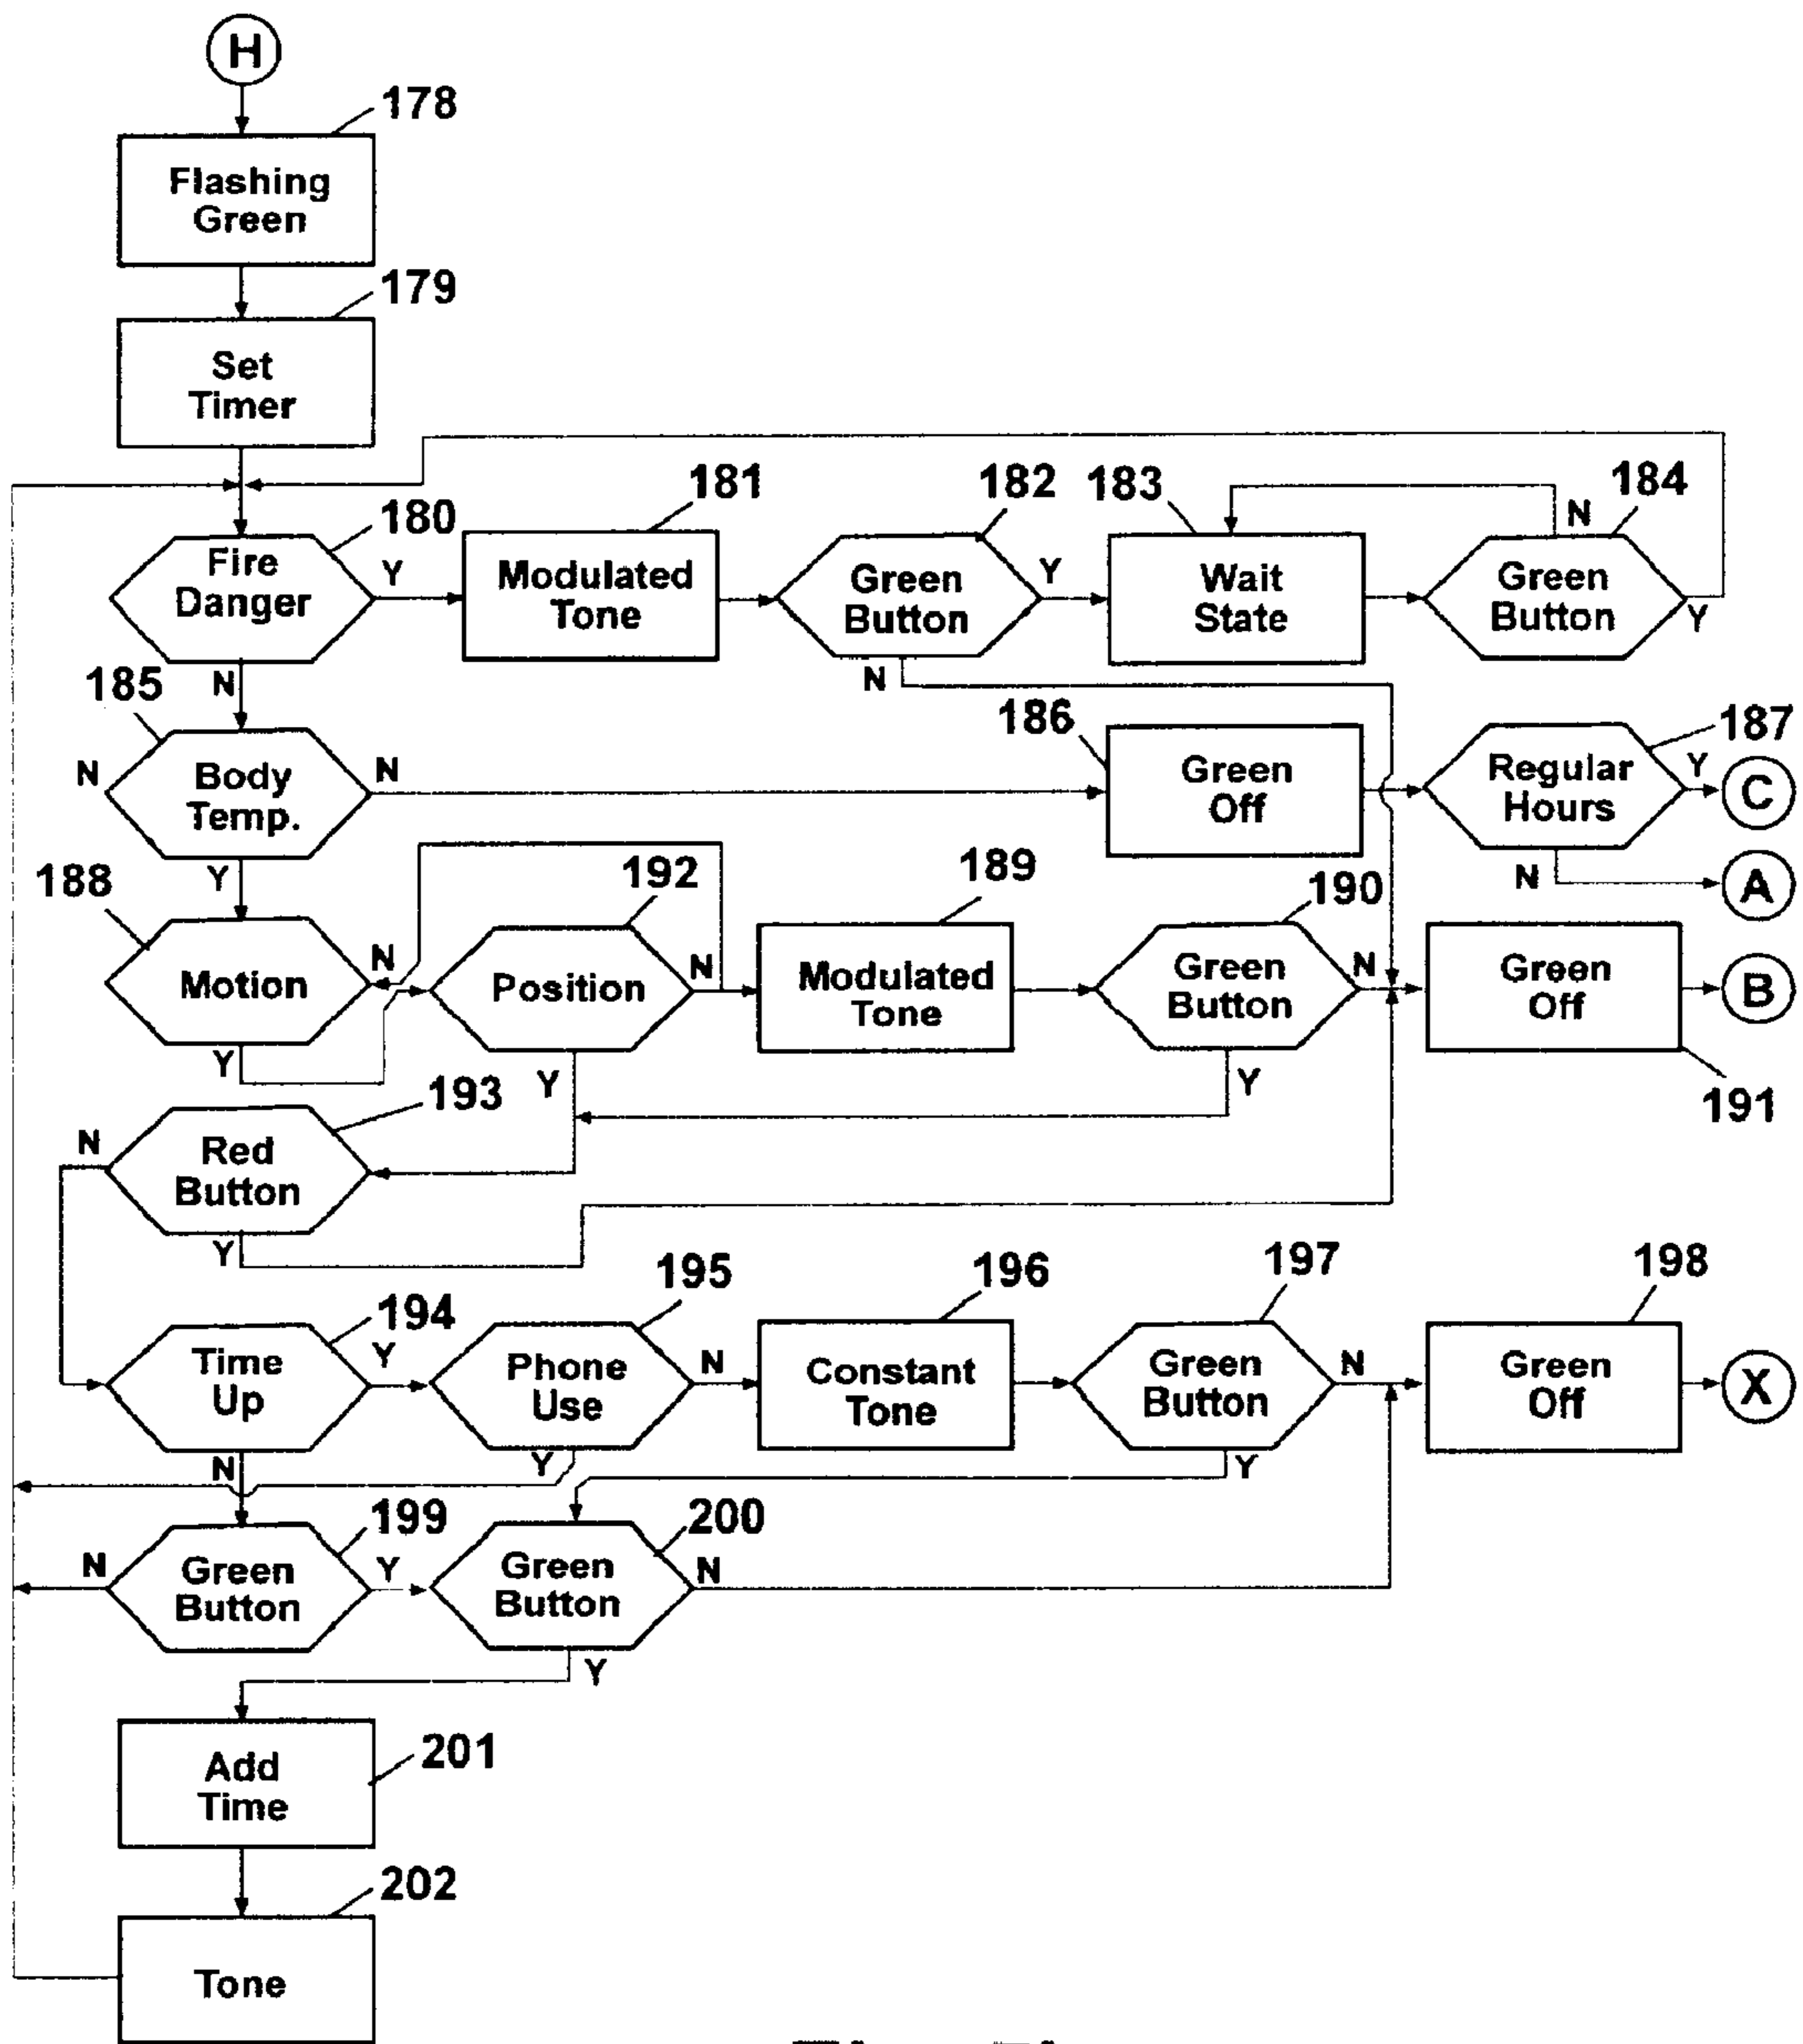 H
178
Flashing
Green
179
Set
Timer
180
Fire
Danger
Y
N
181
Modulated
Tone
182
Green
Button
Y
N
183
Wait
State
184
N
Green
Button
Y
185
N
Body
Temp.
N
Y
186
Green
Off
187
Regular
Hours
Y
C
N
A
188
Motion
N
Y
192
Position
N
Y
189
Modulated
Tone
190
Green
Button
N
Y
Green
Off
191
B
193
N
Red
Button
Y
194
Time
Up
Y
N
195
Phone
Use
N
Y
196
Constant
Tone
197
Green
Button
N
Y
198
Green
Off
X
199
N
Green
Button
Y
200
Green
Button
N
Y
201
Add
Time
202
Tone